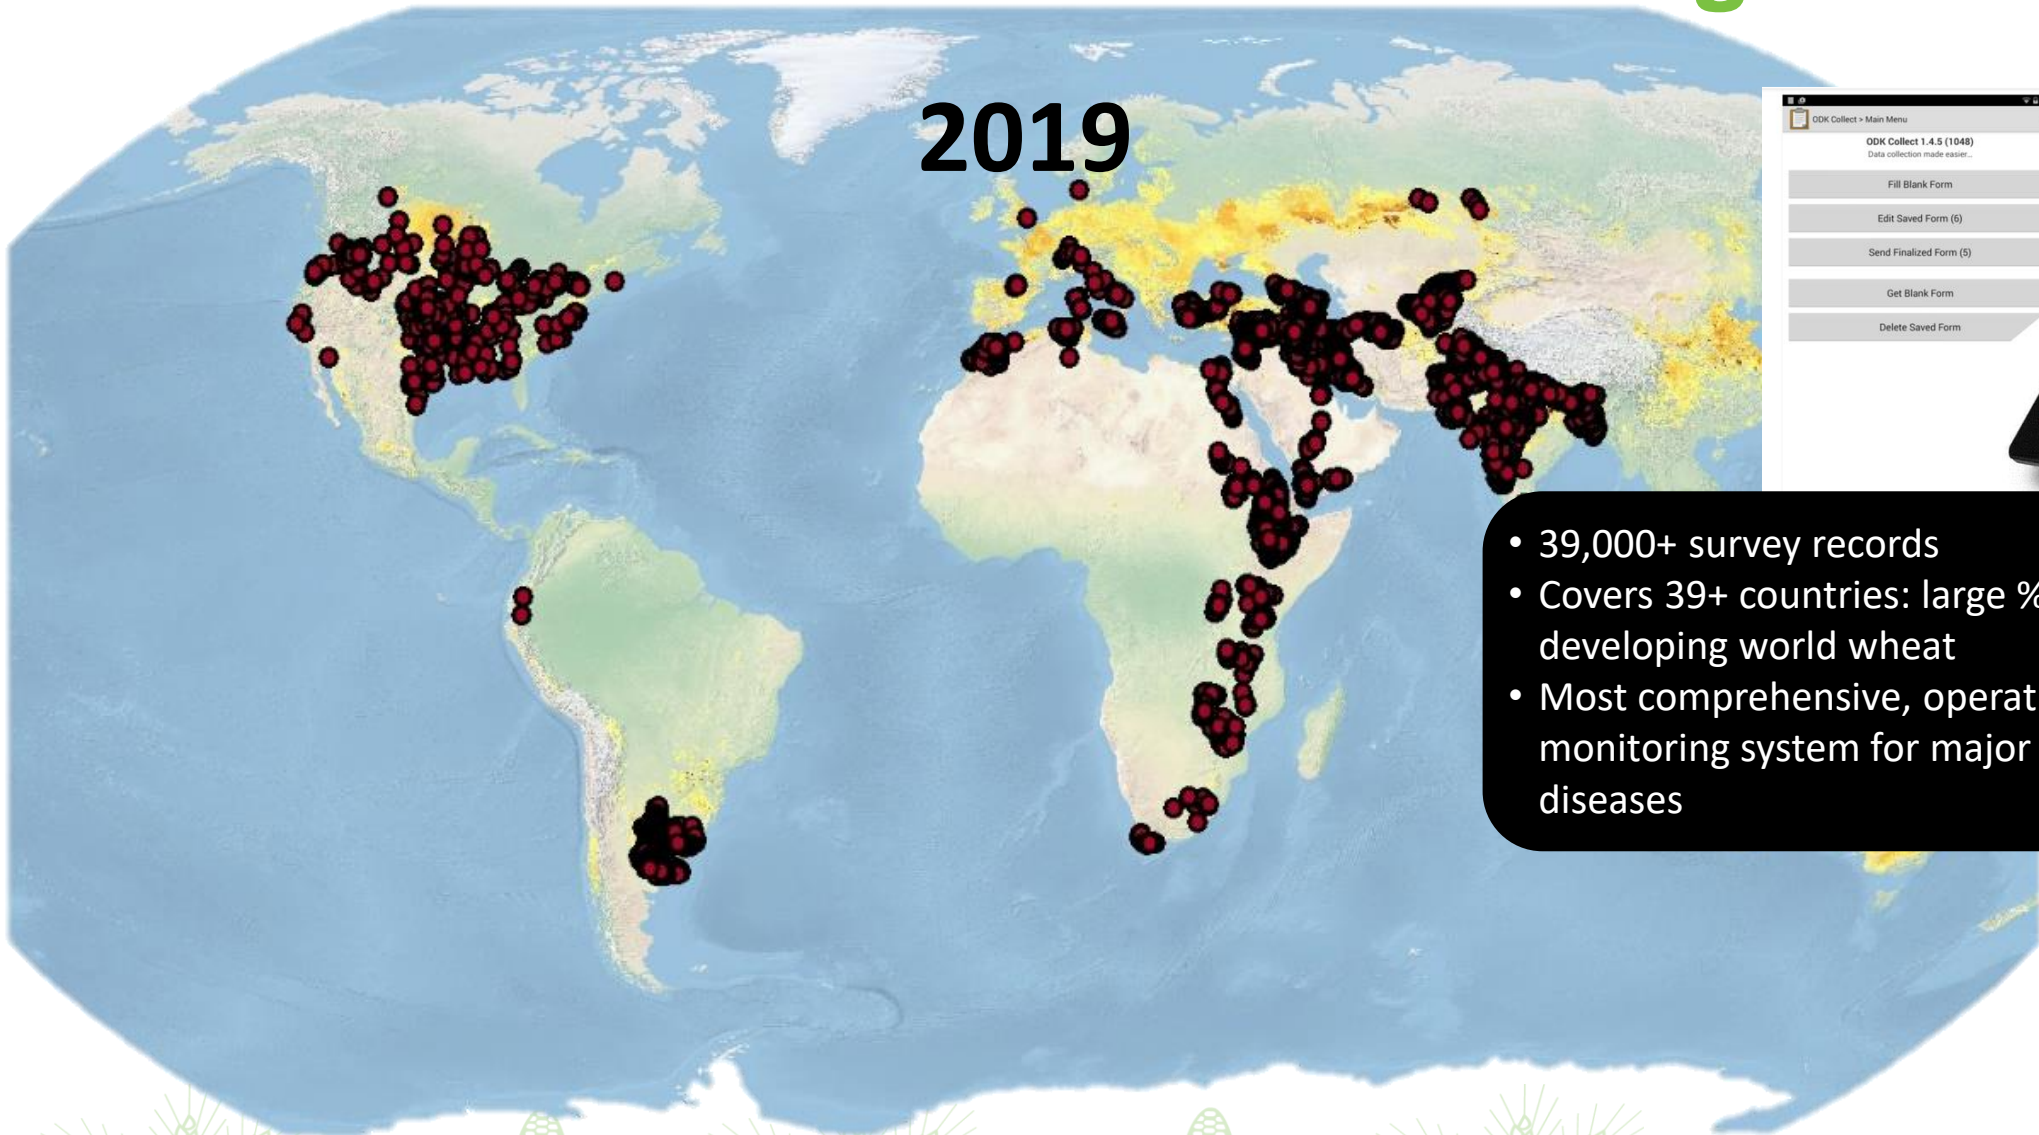 2019
ODK Collect > Main Menu
ODK Collect 1.4.5 (1048)
Data collection made easier...
Fill Blank Form
Edit Saved Form (6)
Send Finalized Form (5)
Get Blank Form
Delete Saved Form
• 39,000+ survey records
• Covers 39+ countries: large %
developing world wheat
• Most comprehensive, operat
monitoring system for major
diseases